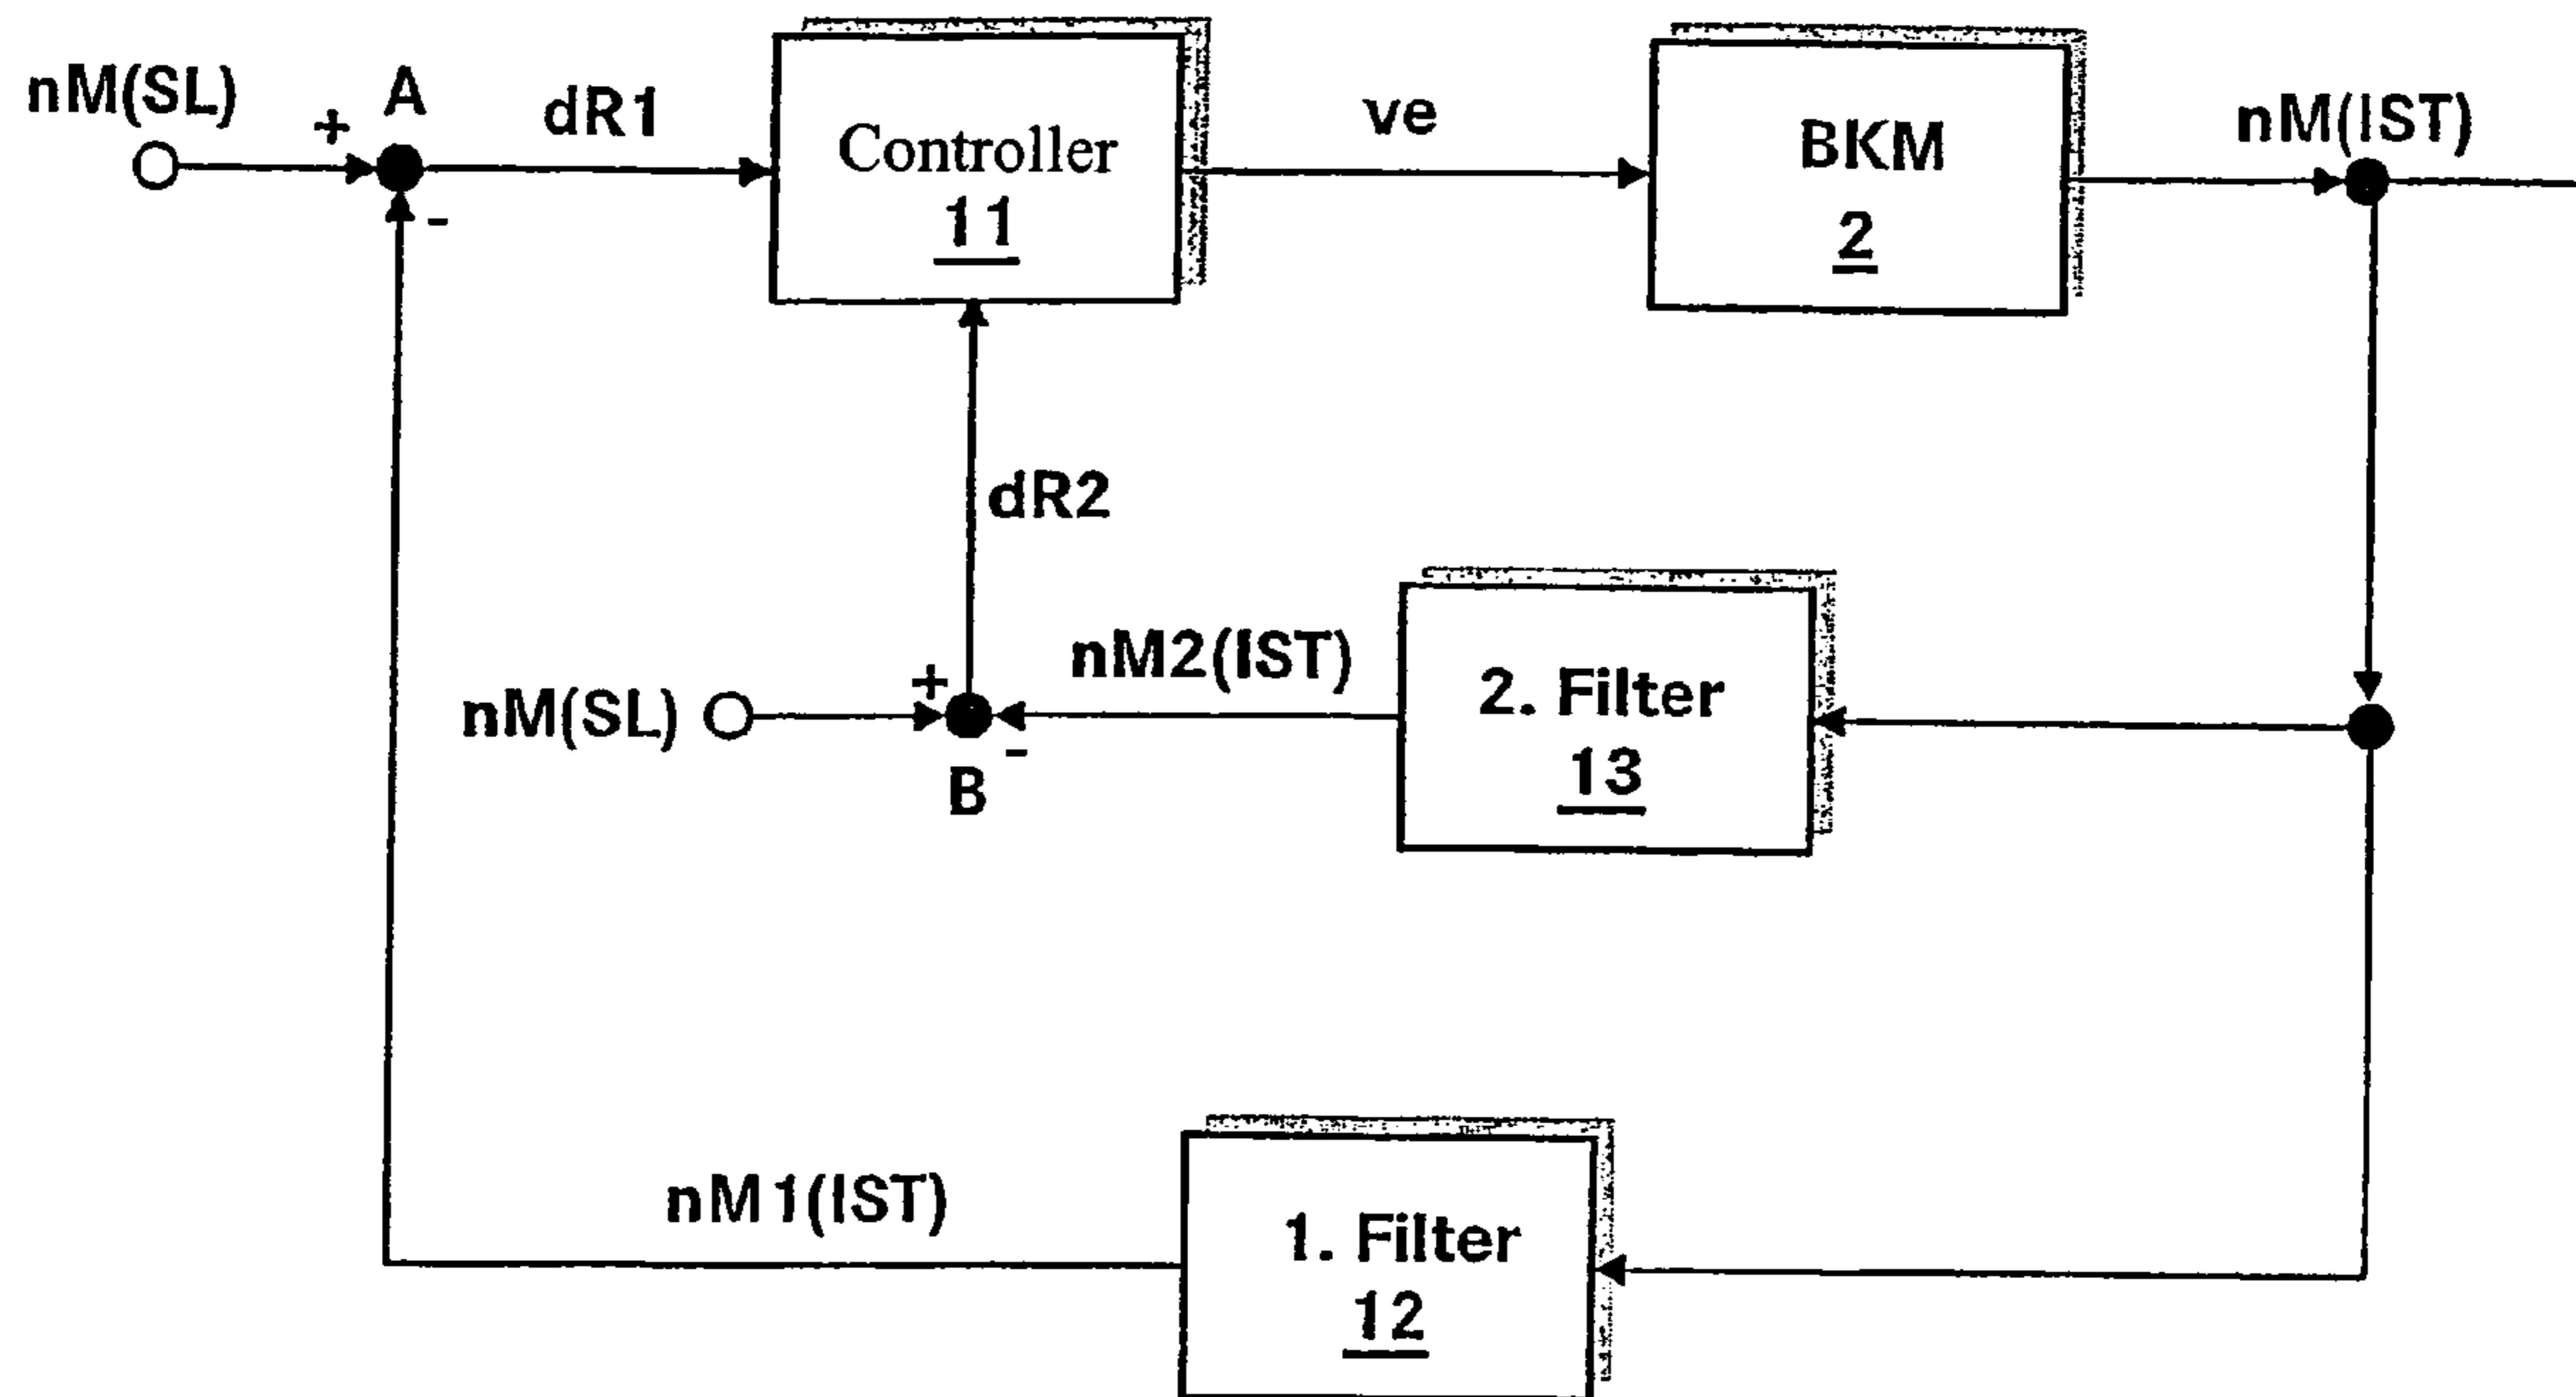 nM(SL)
+
A
-
dR1
Controller
11
ve
BKM
2
nM(IST)
dR2
nM(SL)
+
B
-
nM2(IST)
2. Filter
13
nM1(IST)
1. Filter
12